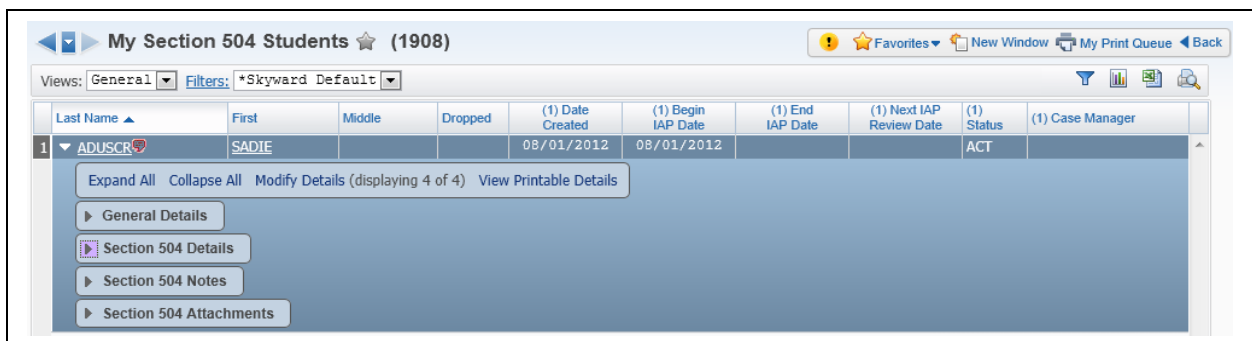 My Section 504 Students (1908)
Favorites New Window My Print Queue Back
Views: General Filters: *Skyward Default
Last Name First Middle Dropped (1) Date Created (1) Begin IAP Date (1) End IAP Date (1) Next IAP Review Date (1) Status (1) Case Manager
1 ADUSCR SADIE 08/01/2012 08/01/2012 ACT
Expand All Collapse All Modify Details (displaying 4 of 4) View Printable Details
General Details
Section 504 Details
Section 504 Notes
Section 504 Attachments